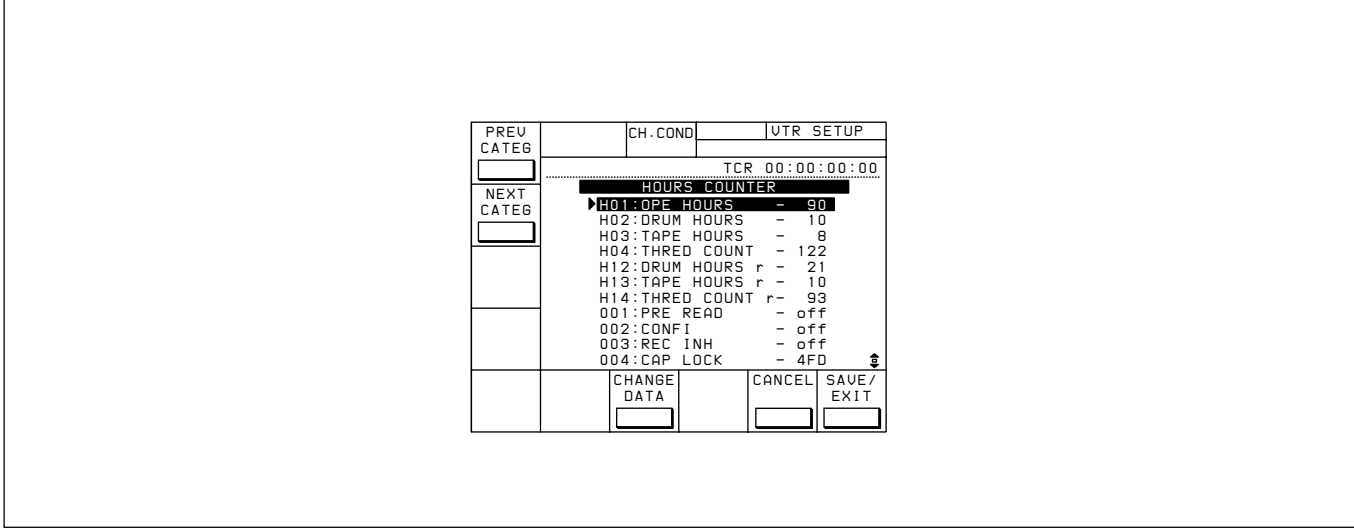 PREV
CATEG
CH.COND
VTR SETUP
TCR 00:00:00:00
NEXT
CATEG
HOURS COUNTER
H01:OPE HOURS - 90
H02:DRUM HOURS - 10
H03:TAPE HOURS - 8
H04:THRED COUNT - 122
H12:DRUM HOURS r - 21
H13:TAPE HOURS r - 10
H14:THRED COUNT r- 93
001:PRE READ - off
002:CONFI - off
003:REC INH - off
004:CAP LOCK - 4FD
CHANGE
DATA
CANCEL
SAVE/
EXIT